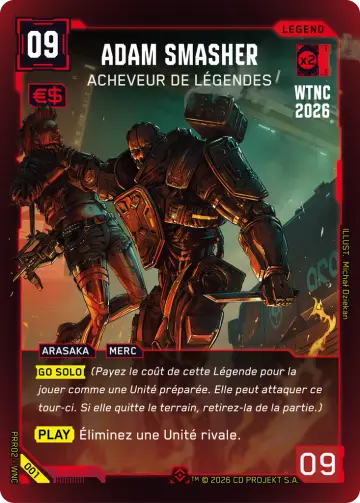 09
LEGEND
ADAM SMASHER
ACHEVEUR DE LÉGENDES
x2
€$
WTNC
2026
ILLUST. Michał Dziekan
ARASAKA
MERC
GO SOLO (Payez le coût de cette Légende pour la
jouer comme une Unité préparée. Elle peut attaquer ce
tour-ci. Si elle quitte le terrain, retirez-la de la partie.)
PLAY Éliminez une Unité rivale.
PRR02 WNC
001
09
™ © 2026 CD PROJEKT S.A.